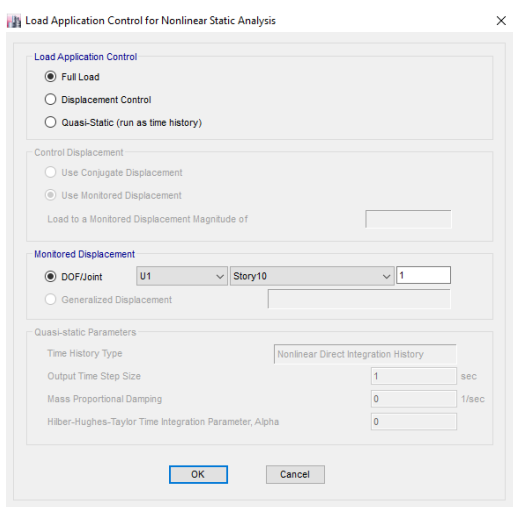 Load Application Control for Nonlinear Static Analysis
Load Application Control
Full Load
Displacement Control
Quasi-Static (run as time history)
Control Displacement
Use Conjugate Displacement
Use Monitored Displacement
Load to a Monitored Displacement Magnitude of
Monitored Displacement
DOF/Joint U1 Story10 1
Generalized Displacement
Quasi-static Parameters
Time History Type Nonlinear Direct Integration History
Output Time Step Size 1 sec
Mass Proportional Damping 0 1/sec
Hilber-Hughes-Taylor Time Integration Parameter, Alpha 0
OK Cancel